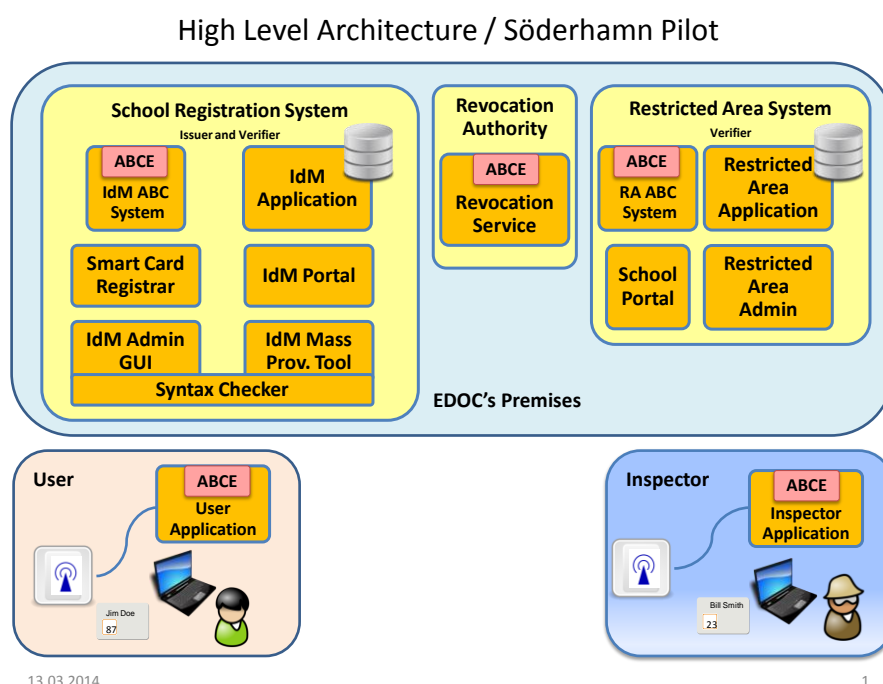 High Level Architecture / Söderhamn Pilot
School Registration System
Issuer and Verifier
ABCE
IdM ABC
System
IdM
Application
Smart Card
Registrar
IdM Portal
IdM Admin
GUI
IdM Mass
Prov. Tool
Syntax Checker
Revocation
Authority
ABCE
Revocation
Service
Restricted Area System
Verifier
ABCE
RA ABC
System
Restricted
Area
Application
School
Portal
Restricted
Area
Admin
EDOC's Premises
User
ABCE
User
Application
Jim Doe
87
Inspector
ABCE
Inspector
Application
Bill Smith
23
13.03.2014
1